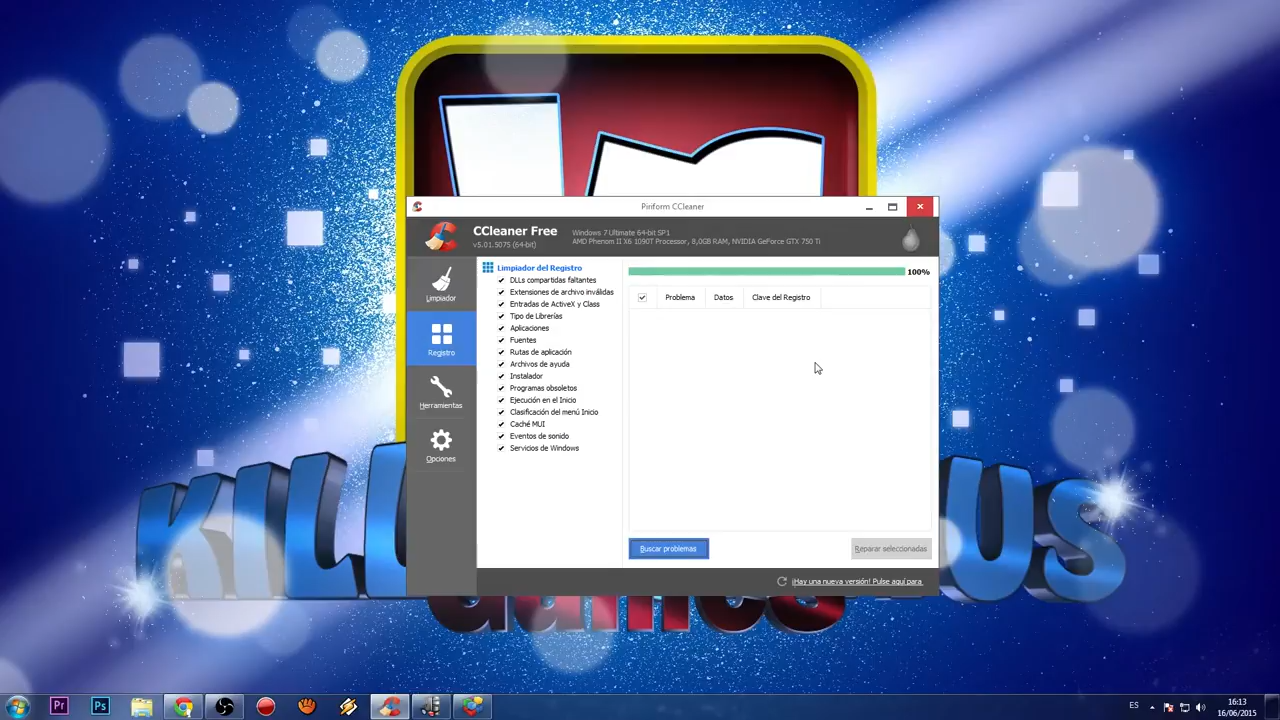 Piriform CCleaner
CCleaner Free
v5.01.5075 (64-bit)
Windows 7 Ultimate 64-bit SP1
AMD Phenom II X6 1090T Processor, 8,0GB RAM, NVIDIA GeForce GTX 750 Ti
Limpiador
Registro
Herramientas
Opciones
Limpiador del Registro
DLLs compartidas faltantes
Extensiones de archivo inválidas
Entradas de ActiveX y Class
Tipo de Librerías
Aplicaciones
Fuentes
Rutas de aplicación
Archivos de ayuda
Instalador
Programas obsoletos
Ejecución en el Inicio
Clasificación del menú Inicio
Caché MUI
Eventos de sonido
Servicios de Windows
100%
Problema Datos Clave del Registro
Buscar problemas
Reparar seleccionadas
¡Hay una nueva versión! Pulse aquí para
Pr
Ps
ES
16:13
16/06/2015